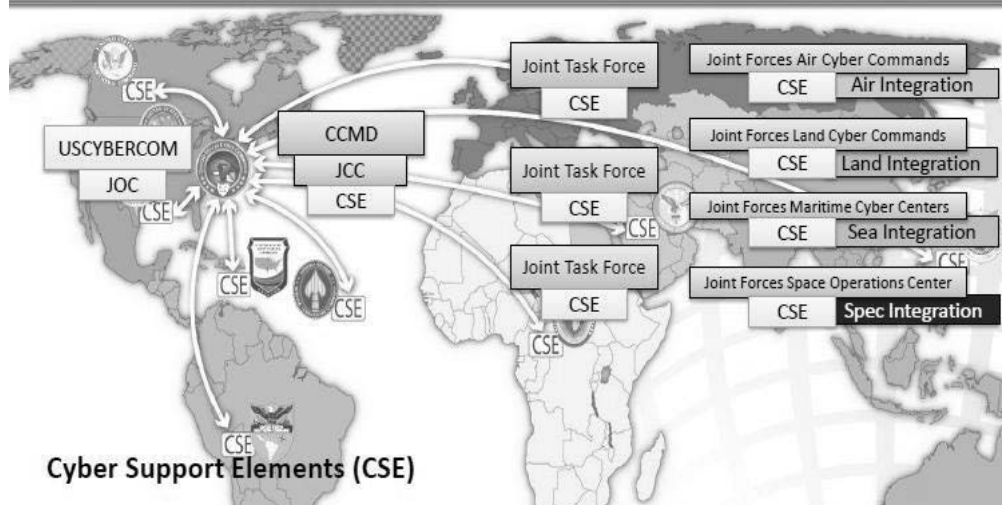 Joint Task Force
CSE
Joint Forces Air Cyber Commands
CSE
Air Integration
CSE
USCYBERCOM
JOC
CCMD
JCC
CSE
Joint Forces Land Cyber Commands
CSE
Land Integration
Joint Task Force
CSE
Joint Forces Maritime Cyber Centers
CSE
Sea Integration
CSE
CSE
Joint Task Force
CSE
CSE
CSE
Joint Forces Space Operations Center
CSE
Spec Integration
CSE
CSE
CSE
Cyber Support Elements (CSE)